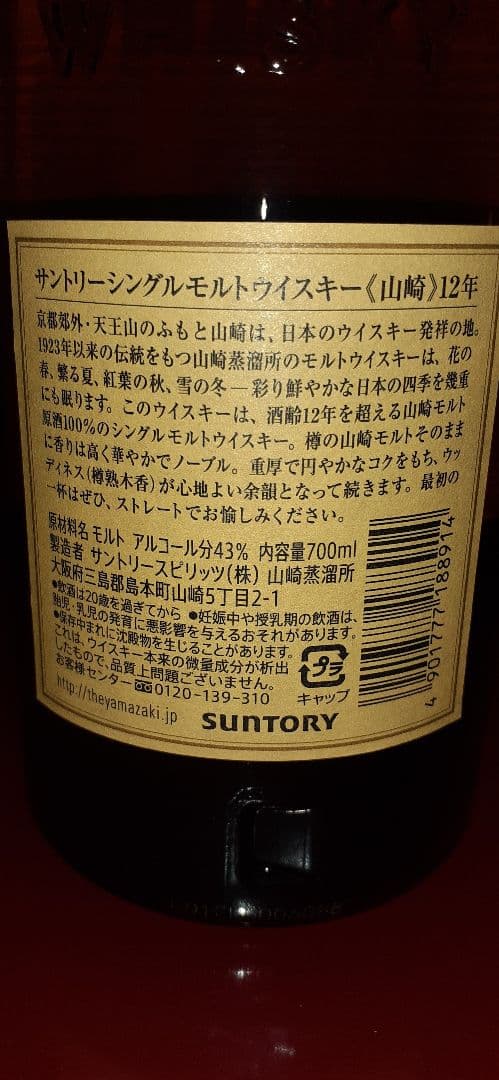 サントリーシングルモルトウイスキー《山崎》12年
京都郊外・天王山のふもと山崎は、日本のウイスキー発祥の地。
1923年以来の伝統をもつ山崎蒸溜所のモルトウイスキーは、花の
春、繁る夏、紅葉の秋、雪の冬—彩り鮮やかな日本の四季を幾重
にも眠ります。このウイスキーは、酒齢12年を超える山崎モルト
原酒100%のシングルモルトウイスキー。樽の山崎モルトそのまま
に香りは高く華やかでノーブル。重厚で円やかなコクをもち、ウッ
ディネス(樽熟木香)が心地よい余韻となって続きます。最初の
一杯はぜひ、ストレートでお愉しみください。
原材料名 モルト アルコール分43% 内容量700ml
製造者 サントリースピリッツ(株) 山崎蒸溜所
大阪府三島郡島本町山崎5丁目2-1
●飲酒は20歳を過ぎてから ●妊娠中や授乳期の飲酒は、
胎児・乳児の発育に悪影響を与えるおそれがあります。
●保存中まれに沈殿物を生じることがあります。
これは、ウイスキー本来の微量成分が析出
したもので、品質上問題ございません。
お客様センター 0120-139-310
http://theyamazaki.jp
SUNTORY
プラ
キャップ
4 901777 188914